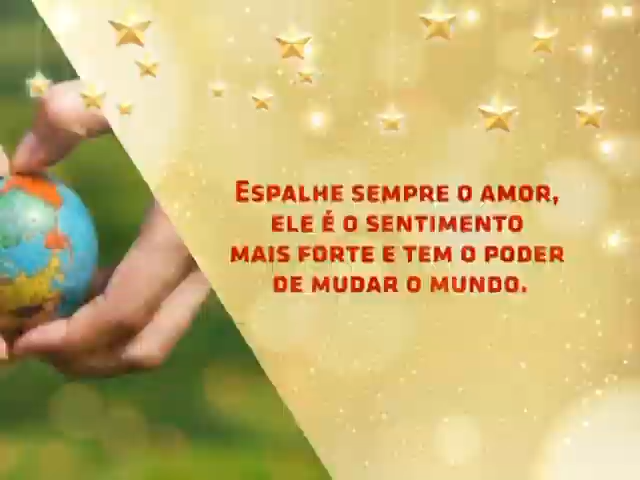 ESPALHE SEMPRE O AMOR,
ELE É O SENTIMENTO
MAIS FORTE E TEM O PODER
DE MUDAR O MUNDO.